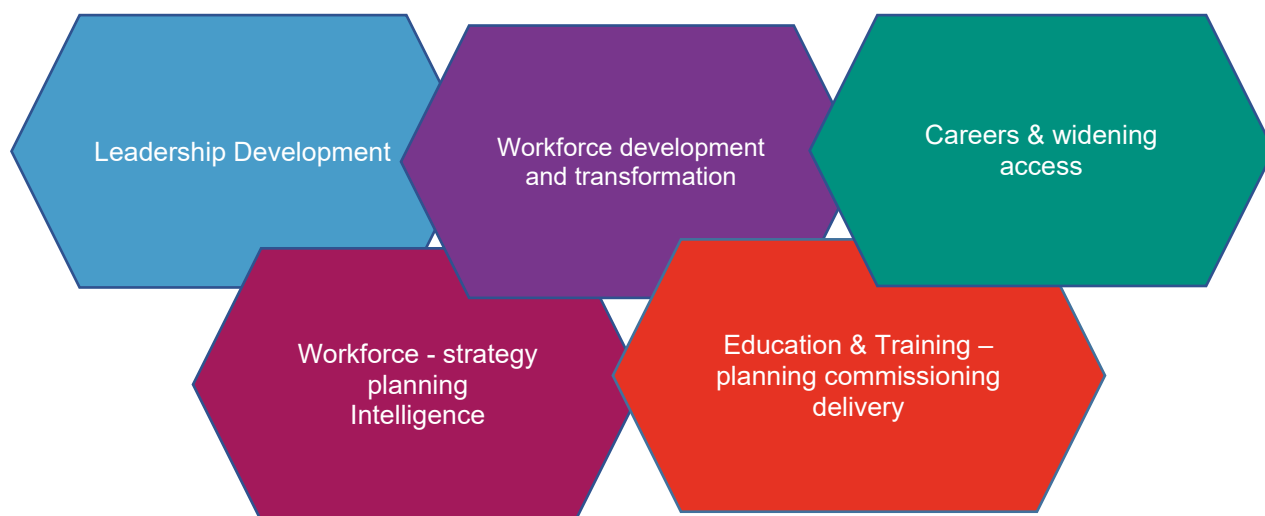 Leadership Development
Workforce development
and transformation
Careers & widening
access
Workforce - strategy
planning
Intelligence
Education & Training –
planning commissioning
delivery